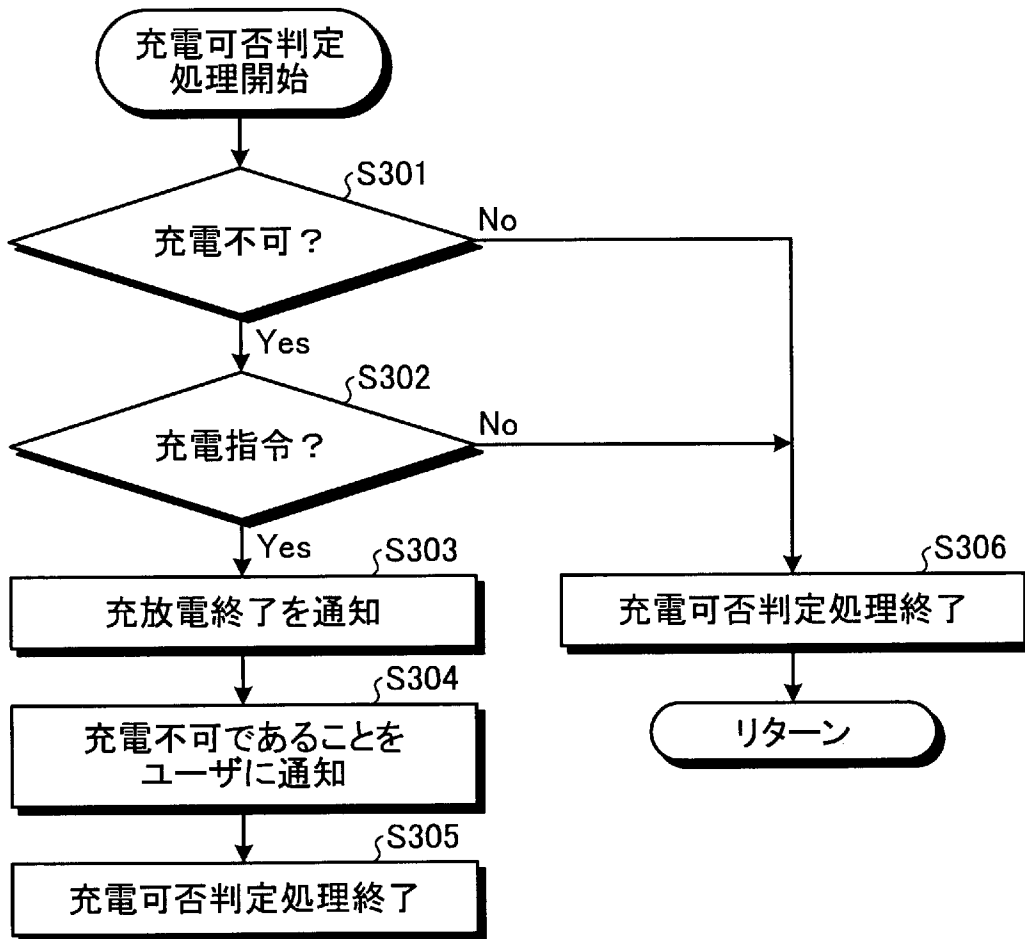 充電可否判定
処理開始
S301
充電不可？
No
Yes
S302
充電指令？
No
Yes
S303
充放電終了を通知
S304
充電不可であることを
ユーザに通知
S305
充電可否判定処理終了
S306
充電可否判定処理終了
リターン